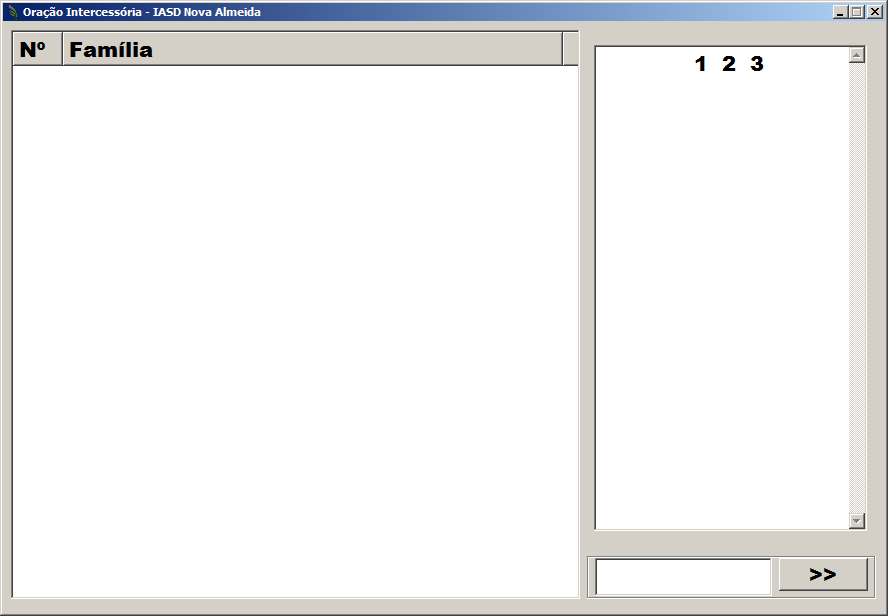 Oração Intercessória - IASD Nova Almeida
Nº Família
1 2 3
>>